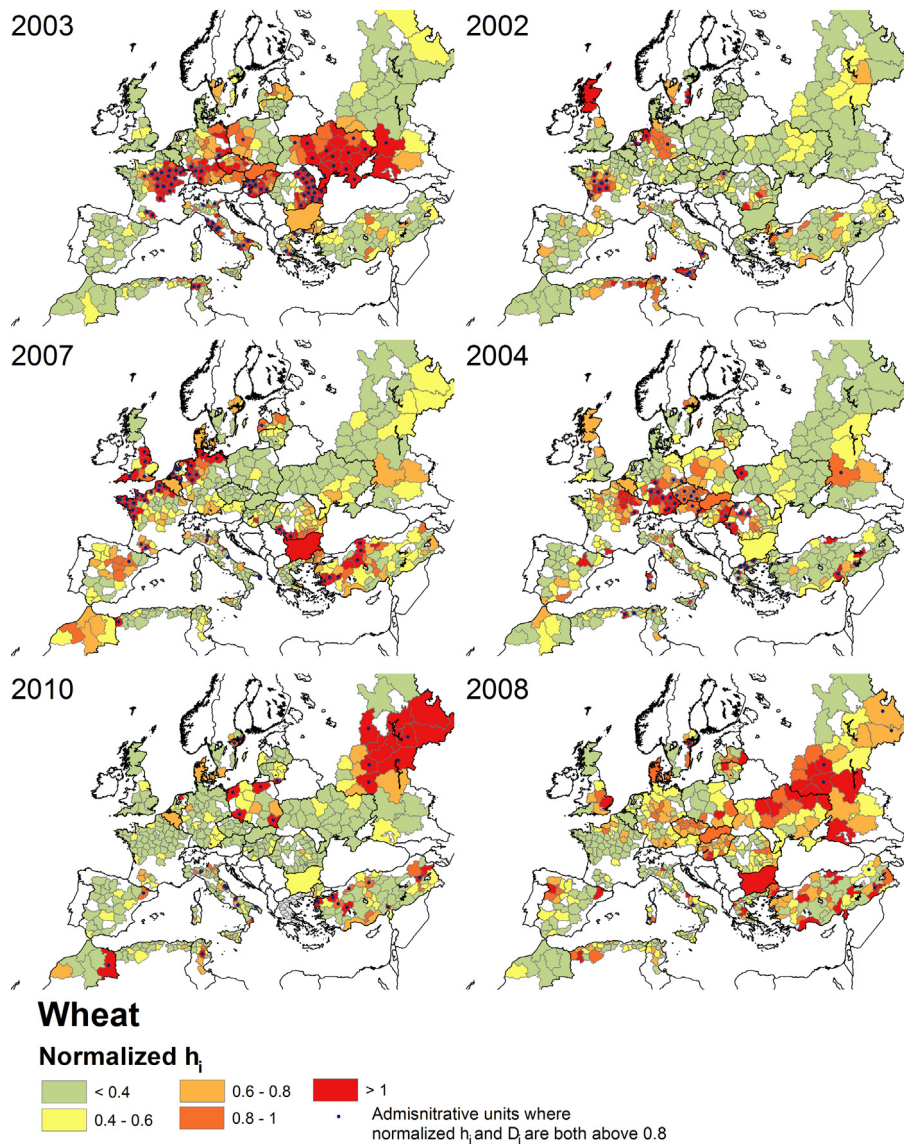 2003
2002
2007
2004
2010
2008
Wheat
Normalized hi
< 0.4
0.6 - 0.8
> 1
0.4 - 0.6
0.8 - 1
Admisnitrative units where
normalized hi and Di are both above 0.8